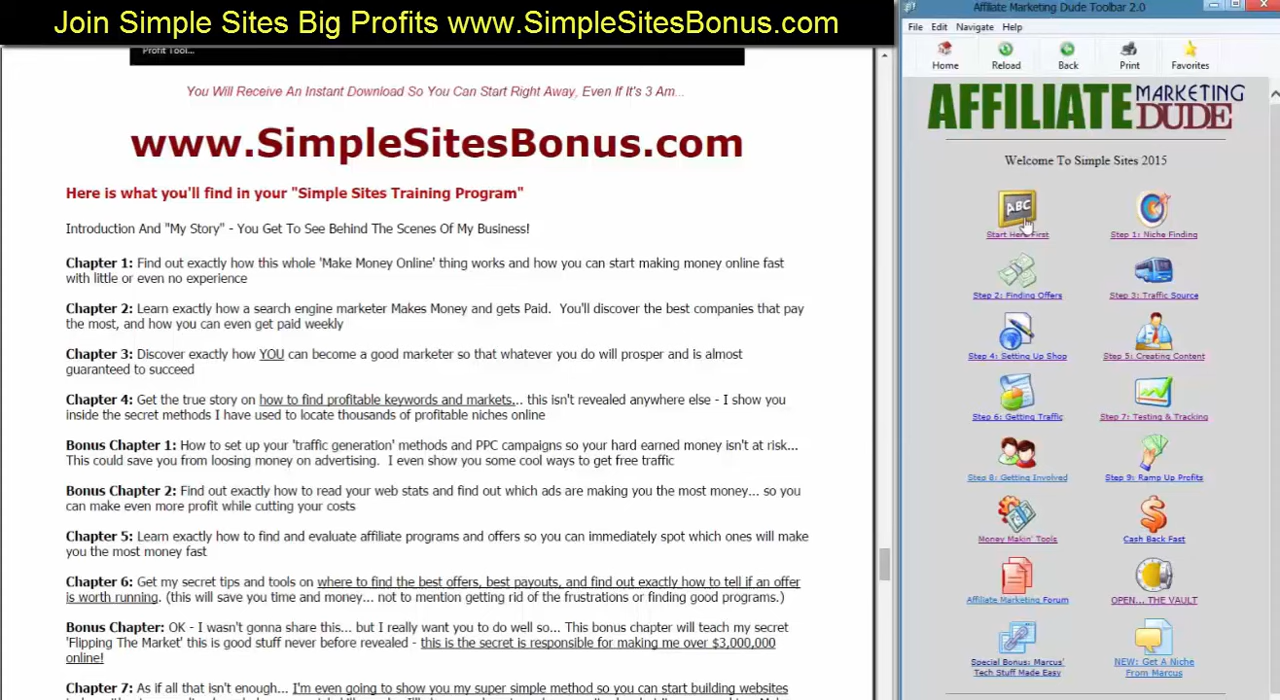 Join Simple Sites Big Profits www.SimpleSitesBonus.com
Profit Tool...
You Will Receive An Instant Download So You Can Start Right Away, Even If It's 3 Am...
www.SimpleSitesBonus.com
Here is what you'll find in your "Simple Sites Training Program"
Introduction And "My Story" - You Get To See Behind The Scenes Of My Business!
Chapter 1: Find out exactly how this whole 'Make Money Online' thing works and how you can start making money online fast
with little or even no experience
Chapter 2: Learn exactly how a search engine marketer Makes Money and gets Paid. You'll discover the best companies that pay
the most, and how you can even get paid weekly
Chapter 3: Discover exactly how YOU can become a good marketer so that whatever you do will prosper and is almost
guaranteed to succeed
Chapter 4: Get the true story on how to find profitable keywords and markets... this isn't revealed anywhere else - I show you
inside the secret methods I have used to locate thousands of profitable niches online
Bonus Chapter 1: How to set up your 'traffic generation' methods and PPC campaigns so your hard earned money isn't at risk...
This could save you from loosing money on advertising. I even show you some cool ways to get free traffic
Bonus Chapter 2: Find out exactly how to read your web stats and find out which ads are making you the most money... so you
can make even more profit while cutting your costs
Chapter 5: Learn exactly how to find and evaluate affiliate programs and offers so you can immediately spot which ones will make
you the most money fast
Chapter 6: Get my secret tips and tools on where to find the best offers, best payouts, and find out exactly how to tell if an offer
is worth running. (this will save you time and money... not to mention getting rid of the frustrations or finding good programs.)
Bonus Chapter: OK - I wasn't gonna share this... but I really want you to do well so... This bonus chapter will teach my secret
'Flipping The Market' this is good stuff never before revealed - this is the secret is responsible for making me over $3,000,000
online!
Chapter 7: As if all that isn't enough... I'm even going to show you my super simple method so you can start building websites
Affiliate Marketing Dude Toolbar 2.0
File Edit Navigate Help
Home Reload Back Print Favorites
AFFILIATE MARKETING DUDE
Welcome To Simple Sites 2015
ABC
Start Here First Step 1: Niche Finding
Step 2: Finding Offers Step 3: Traffic Source
Step 4: Setting Up Shop Step 5: Creating Content
Step 6: Getting Traffic Step 7: Testing & Tracking
Step 8: Getting Involved Step 9: Ramp Up Profits
Money Makin' Tools Cash Back Fast
Affiliate Marketing Forum OPEN... THE VAULT
Special Bonus: Marcus' Tech Stuff Made Easy
NEW: Get A Niche From Marcus